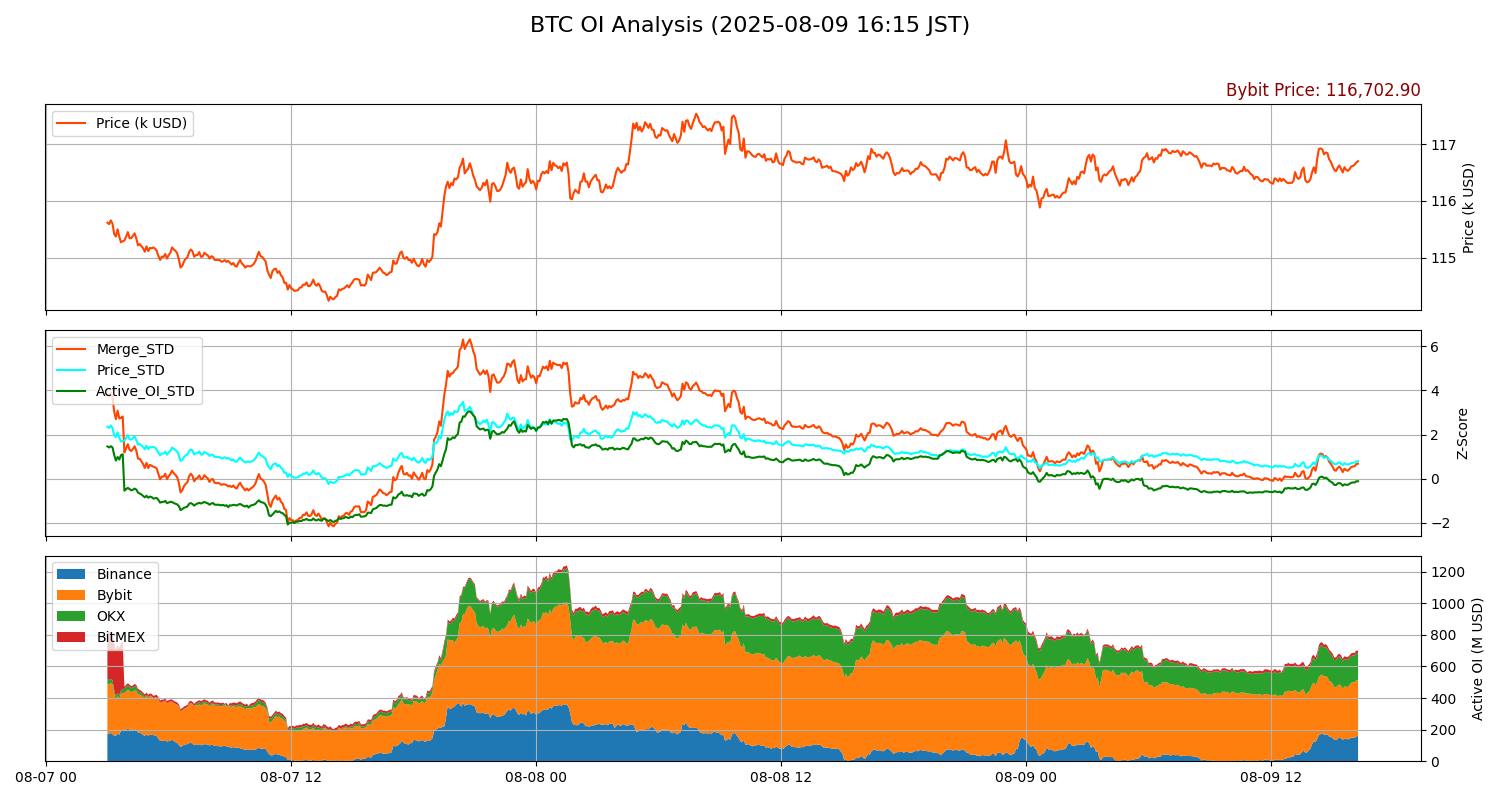 BTC OI Analysis (2025-08-09 16:15 JST)
Bybit Price: 116,702.90
Price (k USD)
117
116
115
Price (k USD)
Merge_STD
Price_STD
Active_OI_STD
6
4
2
0
−2
Z-Score
Binance
Bybit
OKX
BitMEX
1200
1000
800
600
400
200
0
Active OI (M USD)
08-07 00 08-07 12 08-08 00 08-08 12 08-09 00 08-09 12